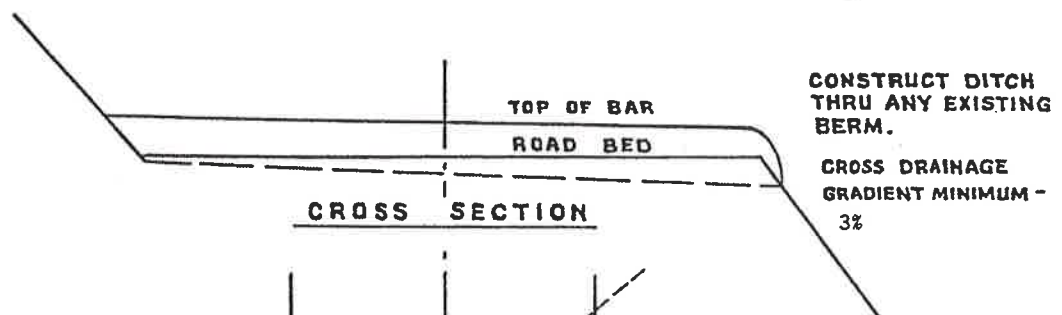 TOP OF BAR
ROAD BED
CROSS SECTION
CONSTRUCT DITCH
THRU ANY EXISTING
BERM.
CROSS DRAINAGE
GRADIENT MINIMUM -
3%